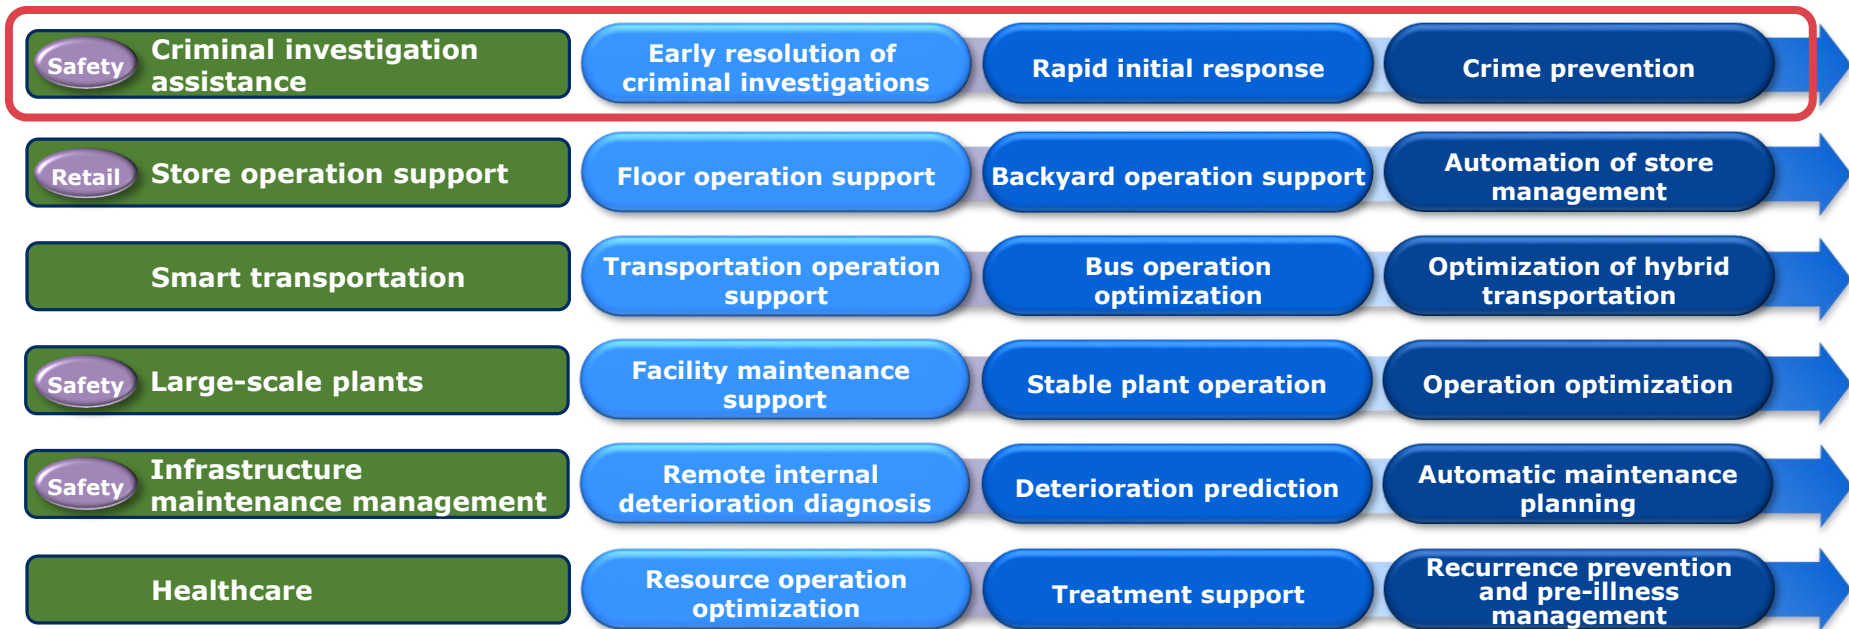 Safety
Criminal investigation
assistance
Early resolution of
criminal investigations
Rapid initial response
Crime prevention
Retail
Store operation support
Floor operation support
Backyard operation support
Automation of store
management
Smart transportation
Transportation operation
support
Bus operation
optimization
Optimization of hybrid
transportation
Safety
Large-scale plants
Facility maintenance
support
Stable plant operation
Operation optimization
Safety
Infrastructure
maintenance management
Remote internal
deterioration diagnosis
Deterioration prediction
Automatic maintenance
planning
Healthcare
Resource operation
optimization
Treatment support
Recurrence prevention
and pre-illness
management